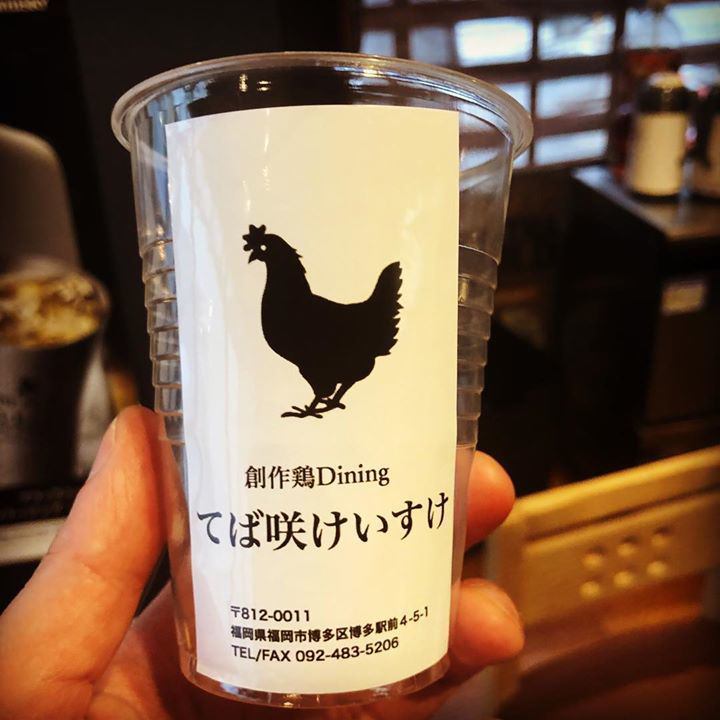 創作鶏Dining
てば咲けいすけ
〒812-0011
福岡県福岡市博多区博多駅前4-5-1
TEL/FAX 092-483-5206